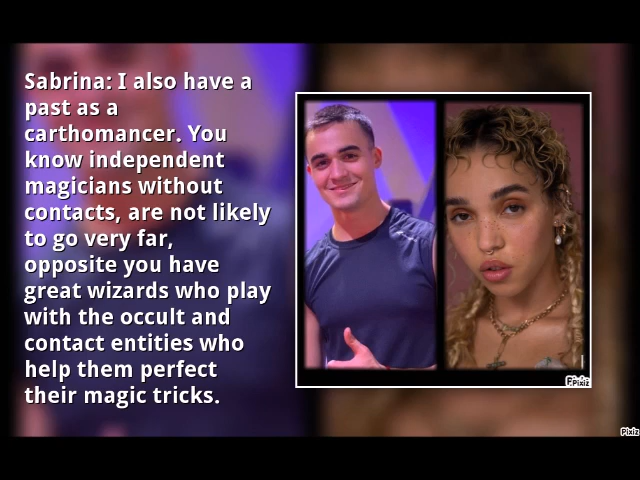 Sabrina: I also have a
past as a
carthomancer. You
know independent
magicians without
contacts, are not likely
to go very far,
opposite you have
great wizards who play
with the occult and
contact entities who
help them perfect
their magic tricks.
Pixiz
Pixiz